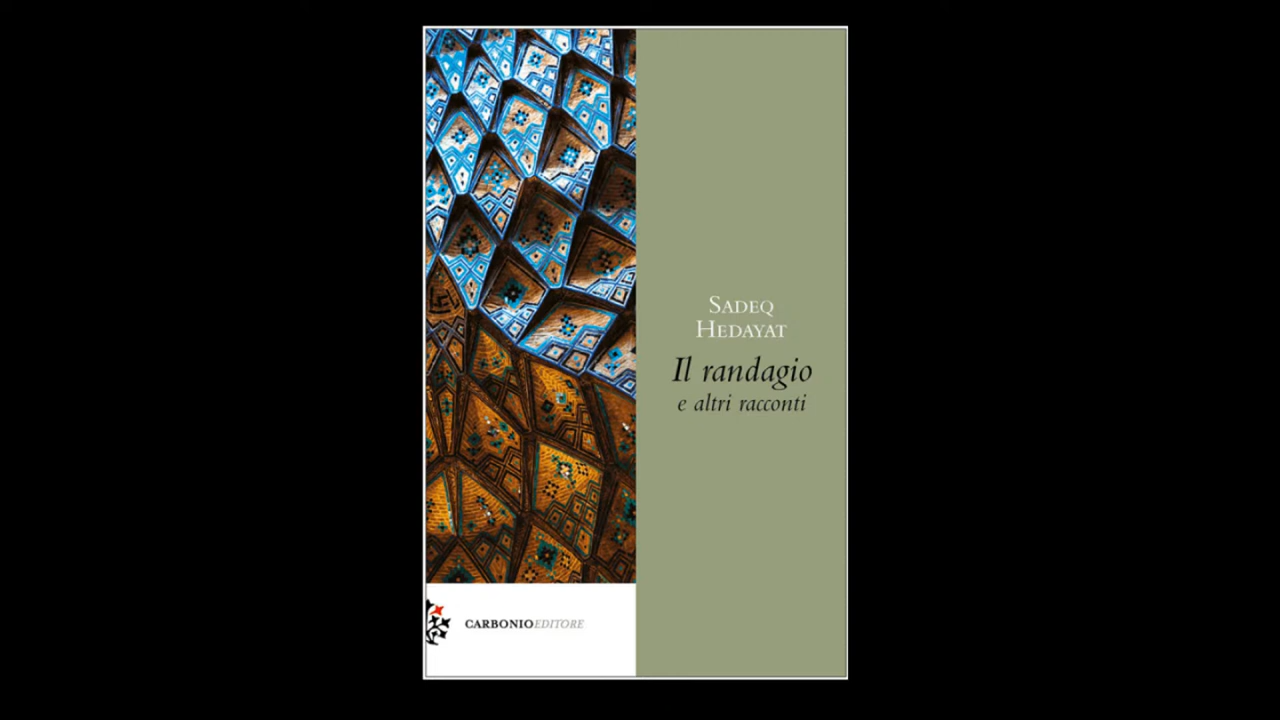 SADEQ
HEDAYAT
Il randagio
e altri racconti
CARBONIOEDITORE